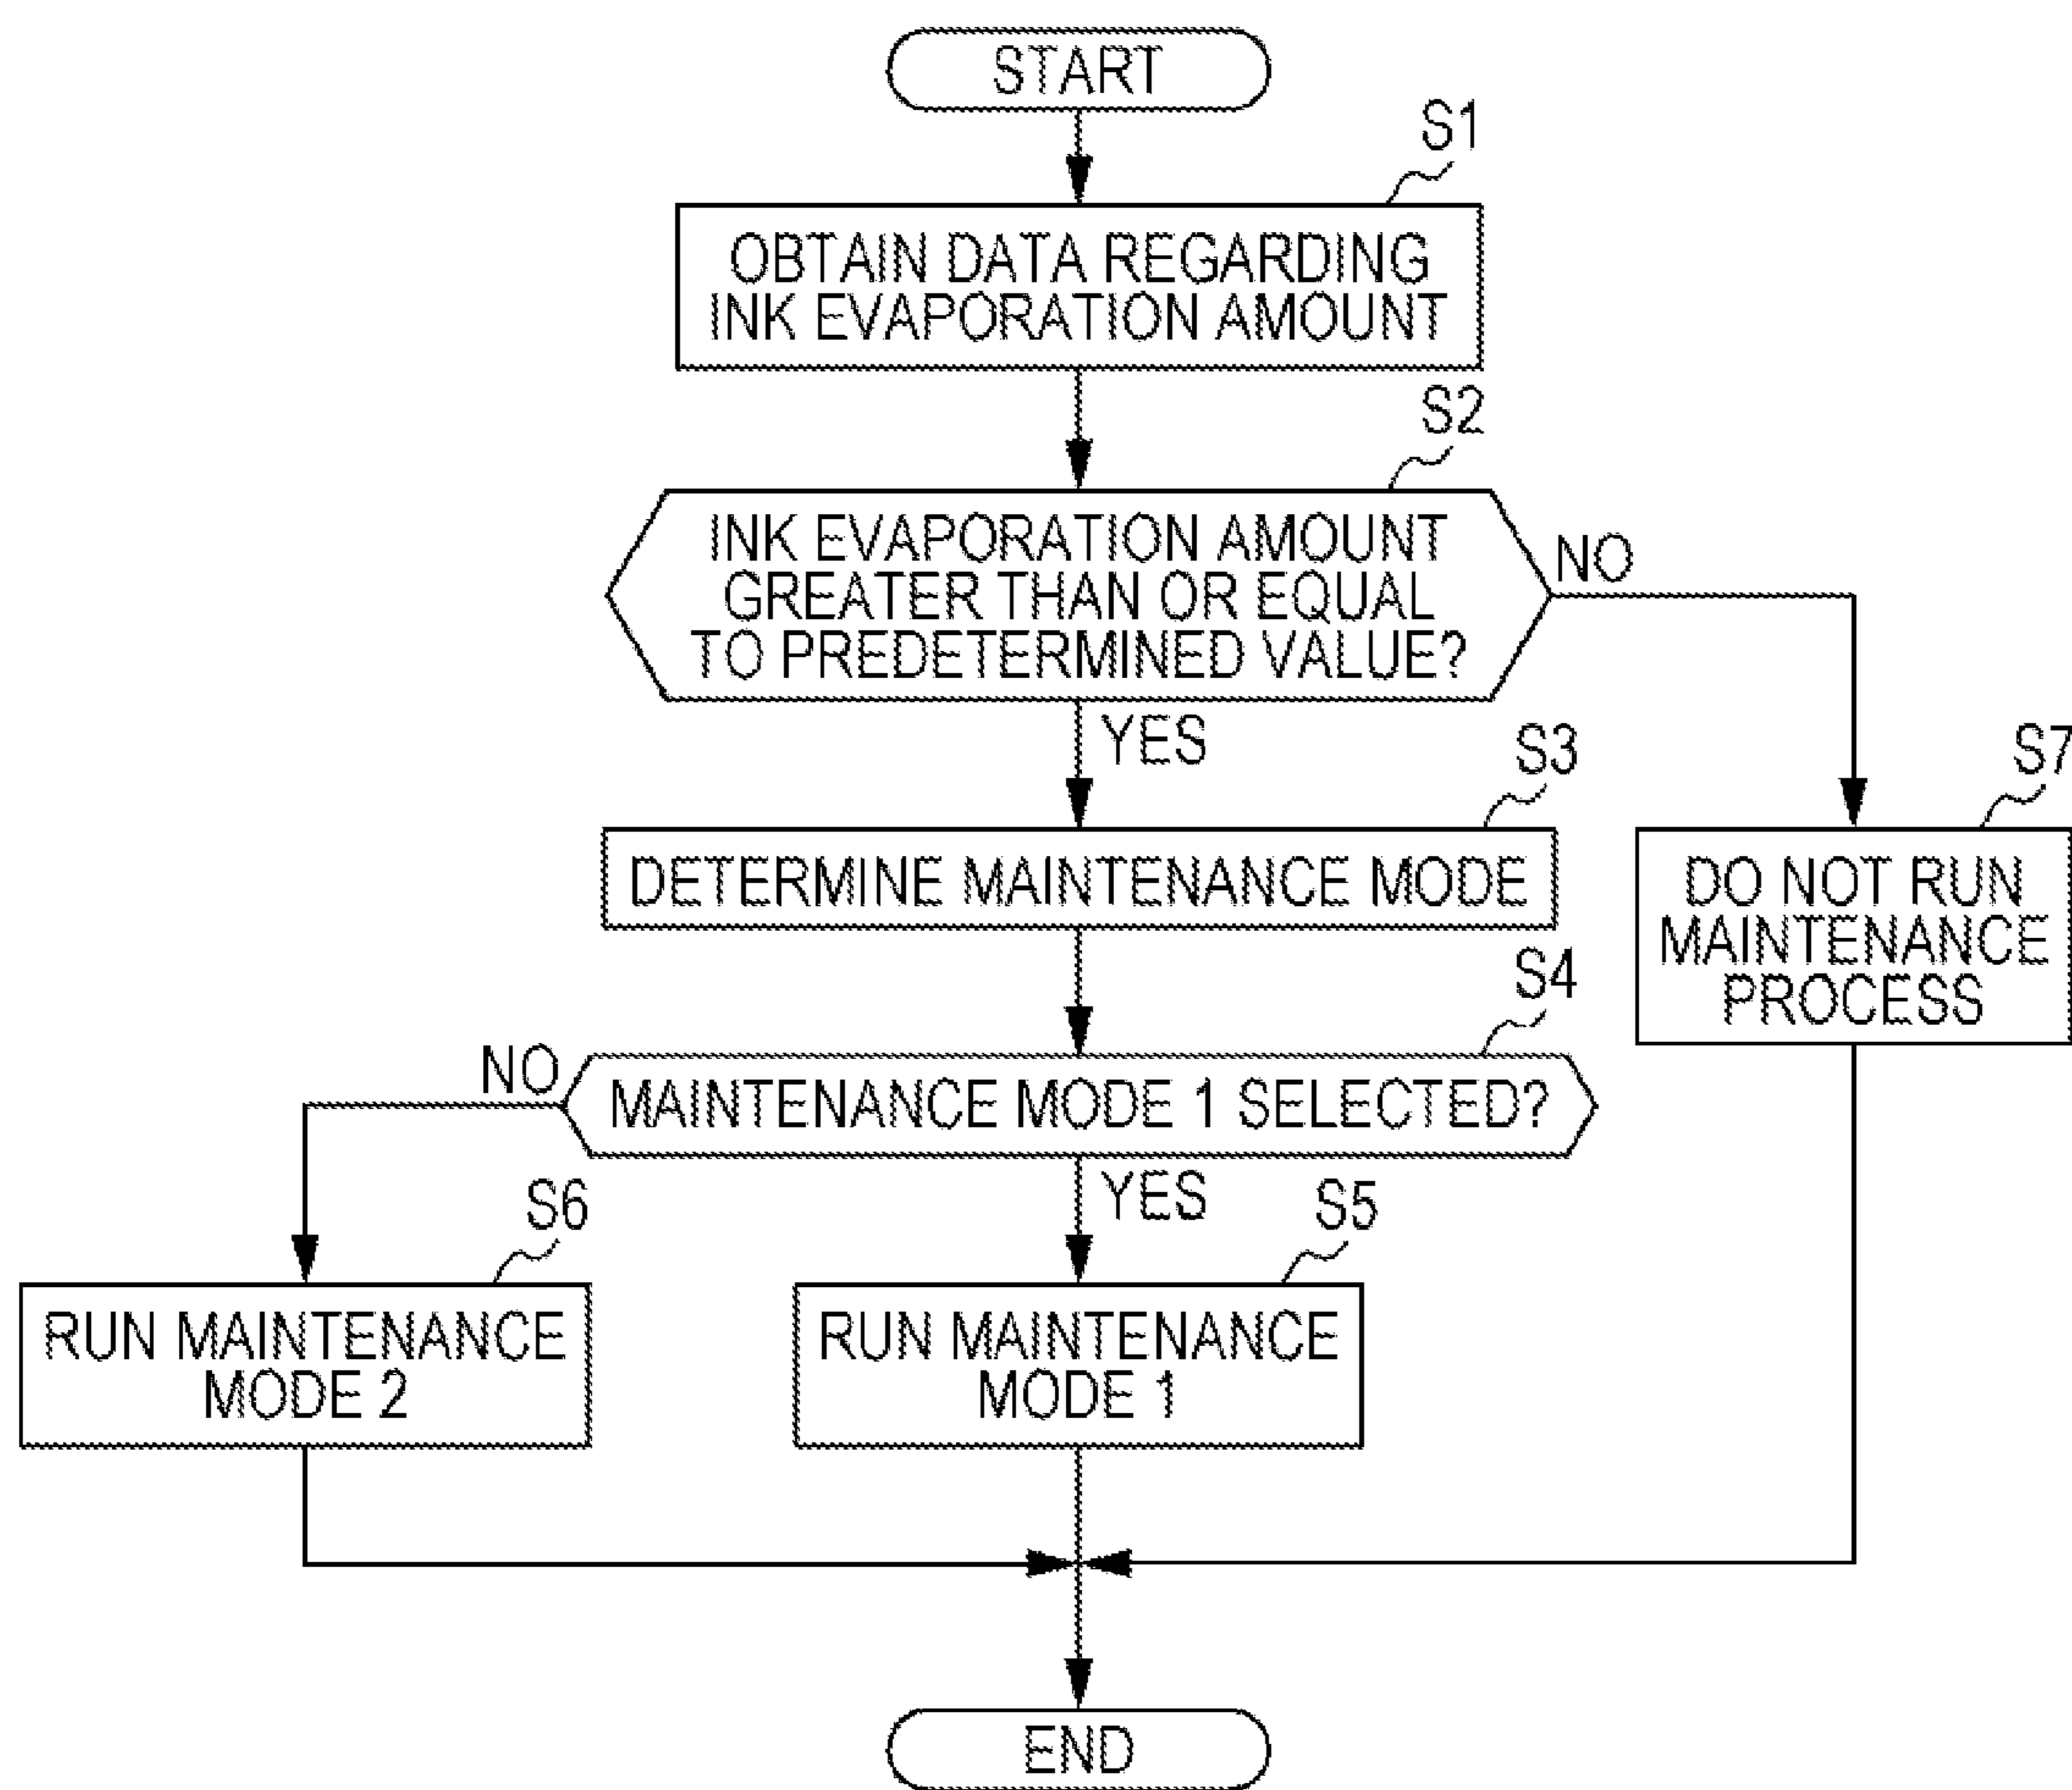 START
S1
OBTAIN DATA REGARDING
INK EVAPORATION AMOUNT
S2
INK EVAPORATION AMOUNT
GREATER THAN OR EQUAL
TO PREDETERMINED VALUE?
NO
YES
S3
DETERMINE MAINTENANCE MODE
S7
DO NOT RUN
MAINTENANCE
PROCESS
S4
MAINTENANCE MODE 1 SELECTED?
NO
YES
S6
RUN MAINTENANCE
MODE 2
S5
RUN MAINTENANCE
MODE 1
END